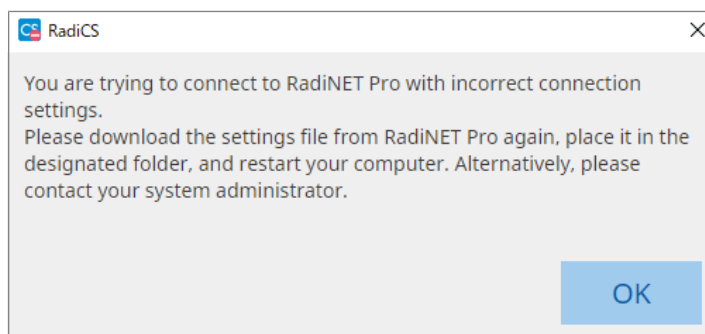 CS RadiCS
You are trying to connect to RadiNET Pro with incorrect connection
settings.
Please download the settings file from RadiNET Pro again, place it in the
designated folder, and restart your computer. Alternatively, please
contact your system administrator.
OK